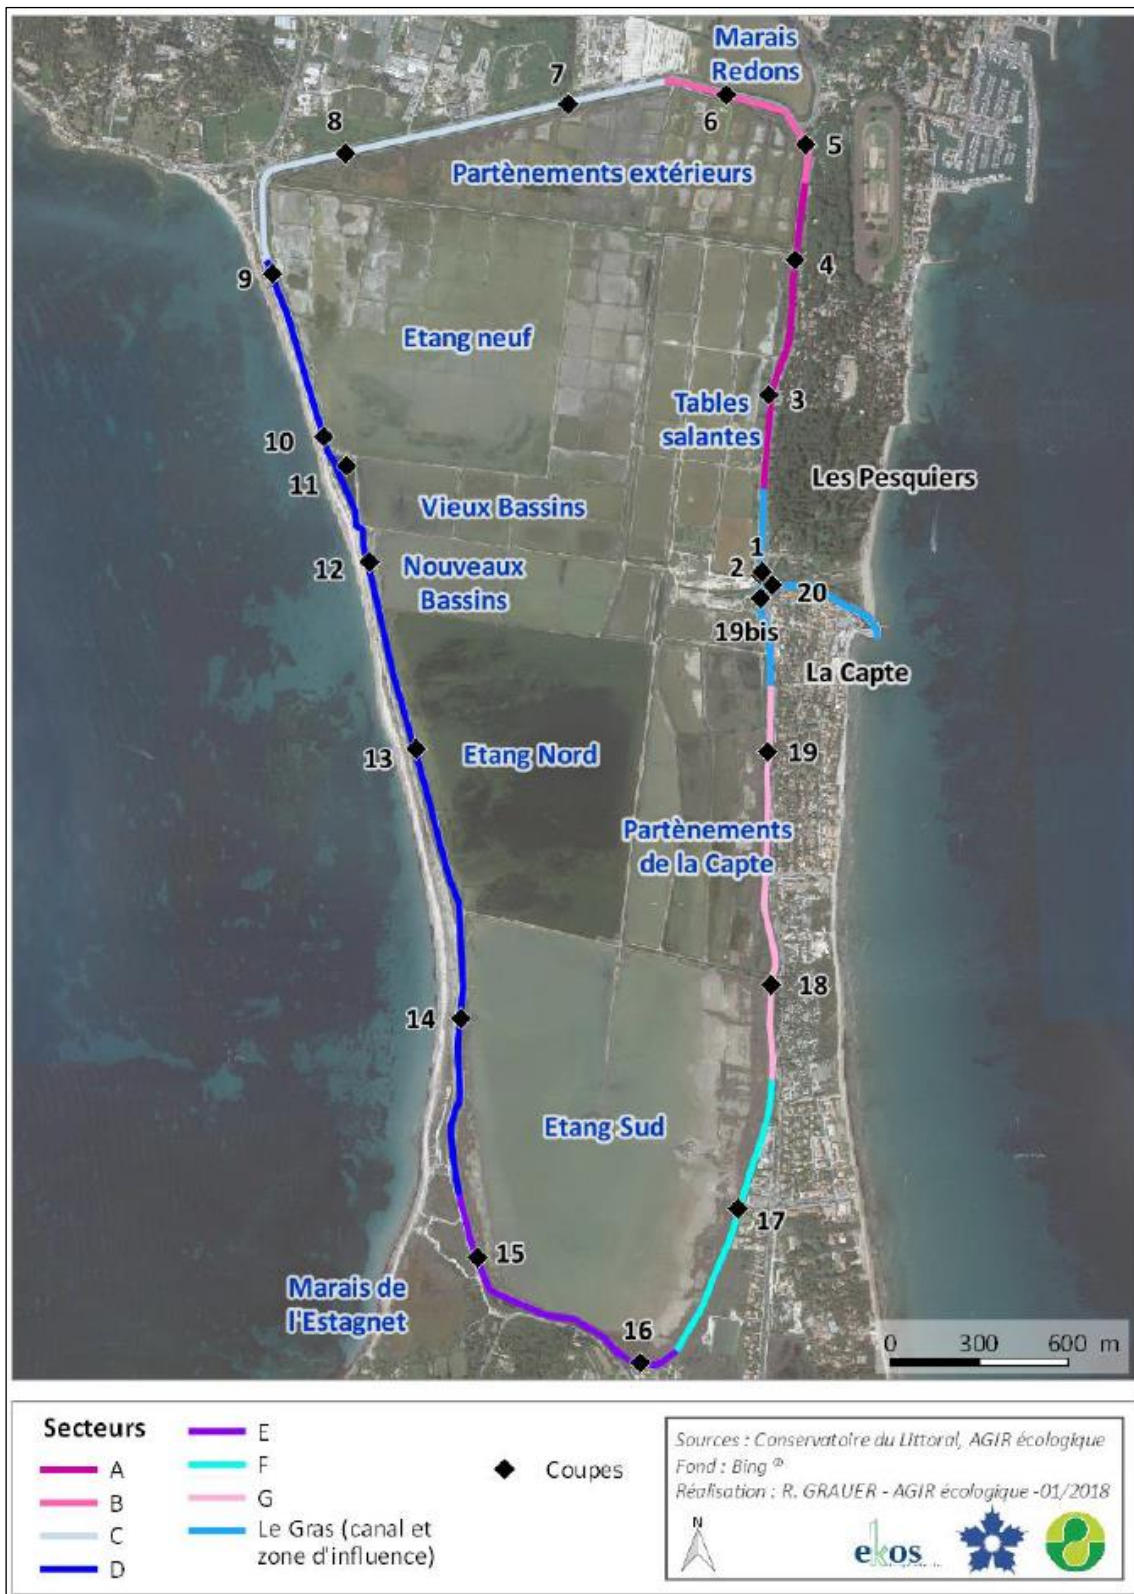 Marais
Redons
7
6
8
5
Partènements extérieurs
4
9
Etang neuf
3
Tables
salantes
10
11
Les Pesquiers
Vieux Bassins
1
2
12
Nouveaux
Bassins
20
19bis
La Capte
13
Etang Nord
19
Partènements
de la Capte
18
14
Etang Sud
17
15
Marais de
l'Estagnet
16
0 300 600 m
Secteurs
A
B
C
D
E
F
G
Le Gras (canal et
zone d'influence)
Coupes
Sources : Conservatoire du Littoral, AGIR écologique
Fond : Bing ®
Réalisation : R. GRAUER - AGIR écologique -01/2018
N
ekos